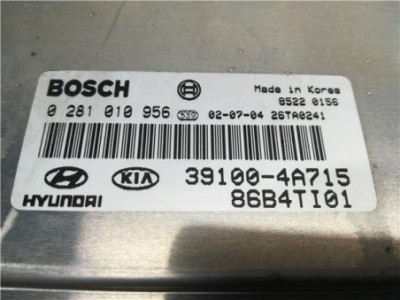 BOSCH
Made in Korea
8522 0156
0 281 010 956 02-07-04 26TA0241
HYUNDAI KIA 39100-4A715
86B4TI01